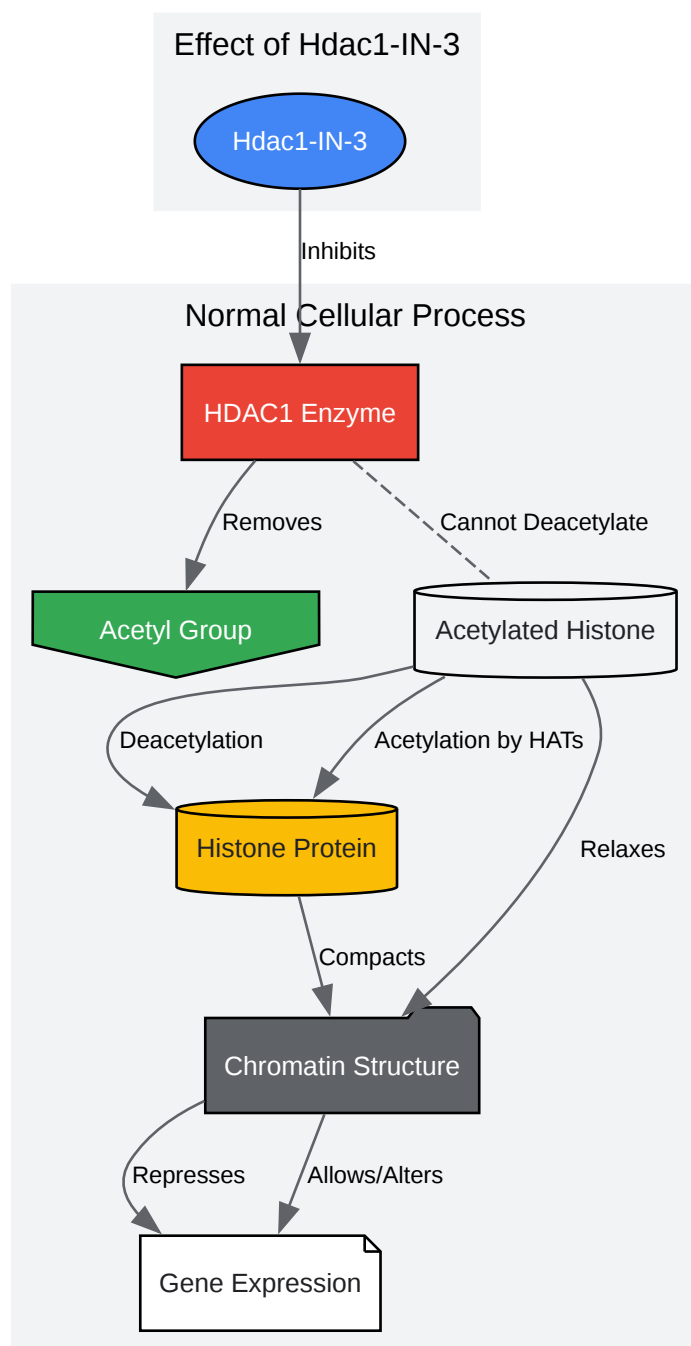 Effect of Hdac1-IN-3
Hdac1-IN-3
Inhibits
Normal Cellular Process
HDAC1 Enzyme
Removes
Cannot Deacetylate
Acetyl Group
Acetylated Histone
Deacetylation
Acetylation by HATs
Histone Protein
Relaxes
Compacts
Chromatin Structure
Represses
Allows/Alters
Gene Expression